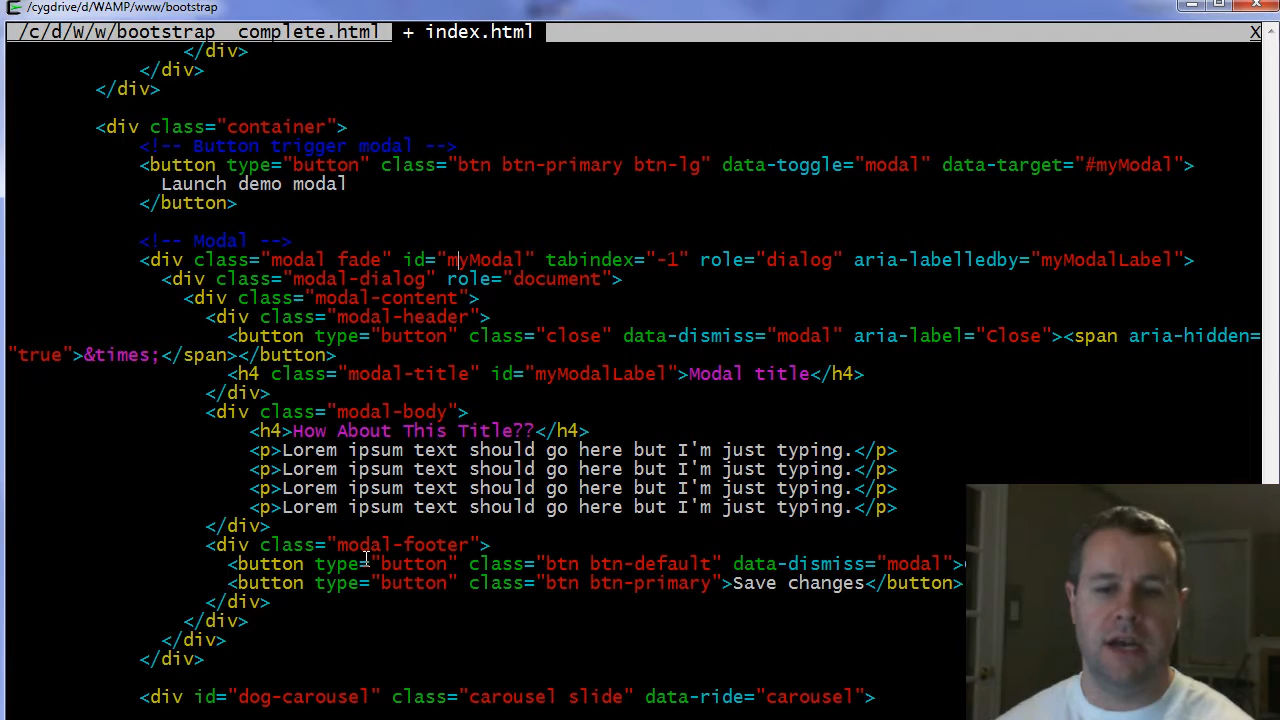 /cygdrive/d/WAMP/www/bootstrap
/c/d/W/w/bootstrap complete.html + index.html X
</div>
</div>
</div>
<div class="container">
<!-- Button trigger modal -->
<button type="button" class="btn btn-primary btn-lg" data-toggle="modal" data-target="#myModal">
Launch demo modal
</button>
<!-- Modal -->
<div class="modal fade" id="myModal" tabindex="-1" role="dialog" aria-labelledby="myModalLabel">
<div class="modal-dialog" role="document">
<div class="modal-content">
<div class="modal-header">
<button type="button" class="close" data-dismiss="modal" aria-label="Close"><span aria-hidden=
"true">&times;</span></button>
<h4 class="modal-title" id="myModalLabel">Modal title</h4>
</div>
<div class="modal-body">
<h4>How About This Title??</h4>
<p>Lorem ipsum text should go here but I'm just typing.</p>
<p>Lorem ipsum text should go here but I'm just typing.</p>
<p>Lorem ipsum text should go here but I'm just typing.</p>
<p>Lorem ipsum text should go here but I'm just typing.</p>
</div>
<div class="modal-footer">
<button type="button" class="btn btn-default" data-dismiss="modal">
<button type="button" class="btn btn-primary">Save changes</button>
</div>
</div>
</div>
</div>
<div id="dog-carousel" class="carousel slide" data-ride="carousel">